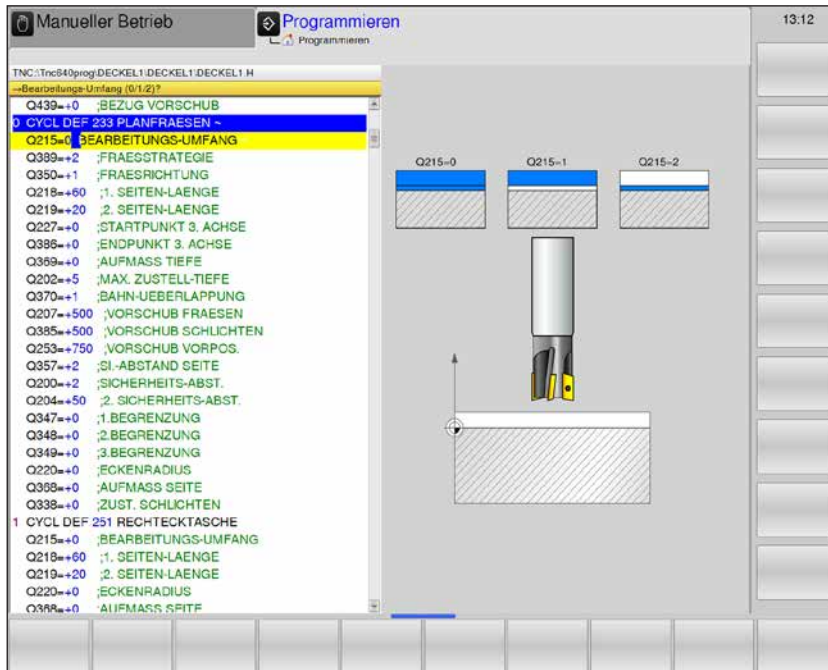 Manueller Betrieb
Programmieren
Programmieren
13:12
TNC:\Tnc640prog\DECKEL1\DECKEL1\DECKEL1.H
→Bearbeitungs-Umfang (0/1/2)?
Q439=+0 ;BEZUG VORSCHUB
0 CYCL DEF 233 PLANFRAESEN ~
Q215=0 BEARBEITUNGS-UMFANG
Q389=+2 ;FRAESSTRATEGIE
Q350=+1 ;FRAESRICHTUNG
Q218=+60 ;1. SEITEN-LAENGE
Q219=+20 ;2. SEITEN-LAENGE
Q227=+0 ;STARTPUNKT 3. ACHSE
Q386=+0 ;ENDPUNKT 3. ACHSE
Q369=+0 ;AUFMASS TIEFE
Q202=+5 ;MAX. ZUSTELL-TIEFE
Q370=+1 ;BAHN-UEBERLAPPUNG
Q207=+500 ;VORSCHUB FRAESEN
Q385=+500 ;VORSCHUB SCHLICHTEN
Q253=+750 ;VORSCHUB VORPOS.
Q357=+2 ;SI.-ABSTAND SEITE
Q200=+2 ;SICHERHEITS-ABST.
Q204=+50 ;2. SICHERHEITS-ABST.
Q347=+0 ;1.BEGRENZUNG
Q348=+0 ;2.BEGRENZUNG
Q349=+0 ;3.BEGRENZUNG
Q220=+0 ;ECKENRADIUS
Q368=+0 ;AUFMASS SEITE
Q338=+0 ;ZUST. SCHLICHTEN
1 CYCL DEF 251 RECHTECKTASCHE
Q215=+0 ;BEARBEITUNGS-UMFANG
Q218=+60 ;1. SEITEN-LAENGE
Q219=+20 ;2. SEITEN-LAENGE
Q220=+0 ;ECKENRADIUS
Q368=+0 ;AUFMASS SEITE
Q215=0
Q215=1
Q215=2